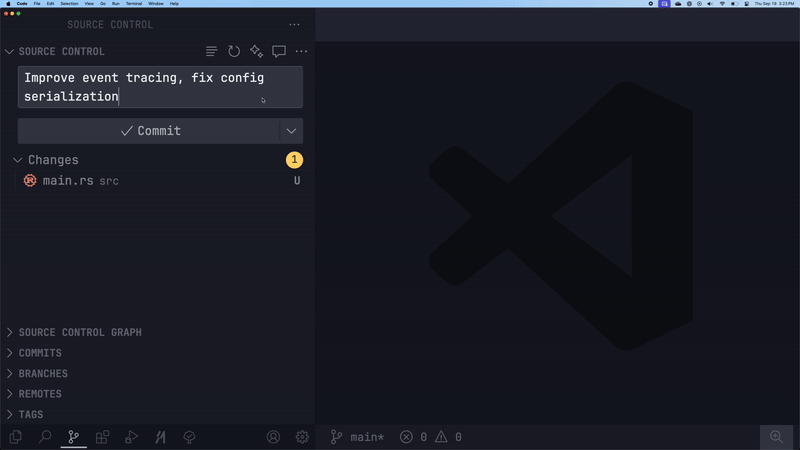 Code File Edit Selection View Go Run Terminal Window Help
Thu Sep 19 3:23 PM
SOURCE CONTROL
SOURCE CONTROL
Improve event tracing, fix config
serialization
Commit
Changes 1
main.rs src U
SOURCE CONTROL GRAPH
COMMITS
BRANCHES
REMOTES
TAGS
main* 0 0